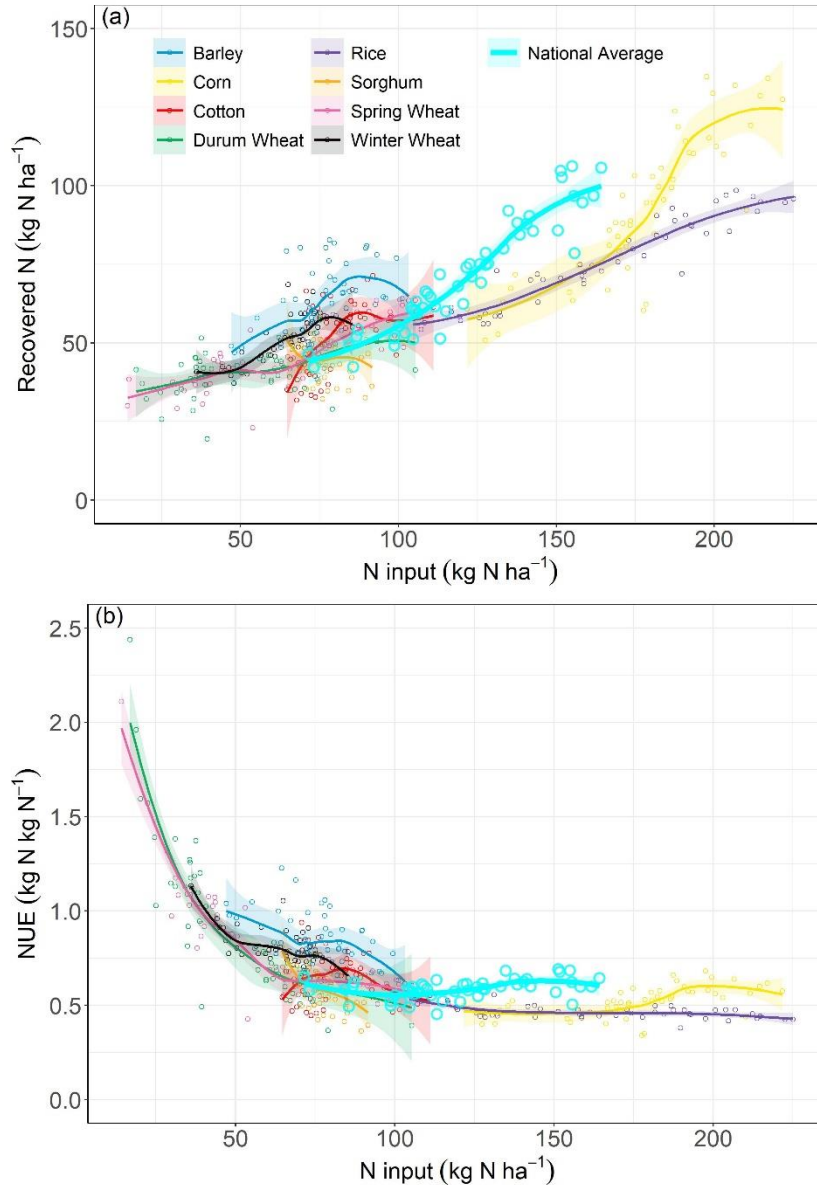 (a)
150
100
50
0
Recovered N (kg N ha⁻¹)
Barley
Corn
Cotton
Durum Wheat
Rice
Sorghum
Spring Wheat
Winter Wheat
National Average
50 100 150 200
N input (kg N ha⁻¹)
(b)
2.5
2.0
1.5
1.0
0.5
0.0
NUE (kg N kg N⁻¹)
50 100 150 200
N input (kg N ha⁻¹)